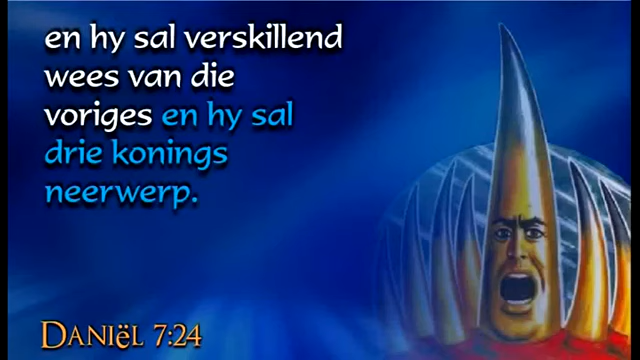 en hy sal verskillend
wees van die
voriges en hy sal
drie konings
neerwerp.
Daniël 7:24